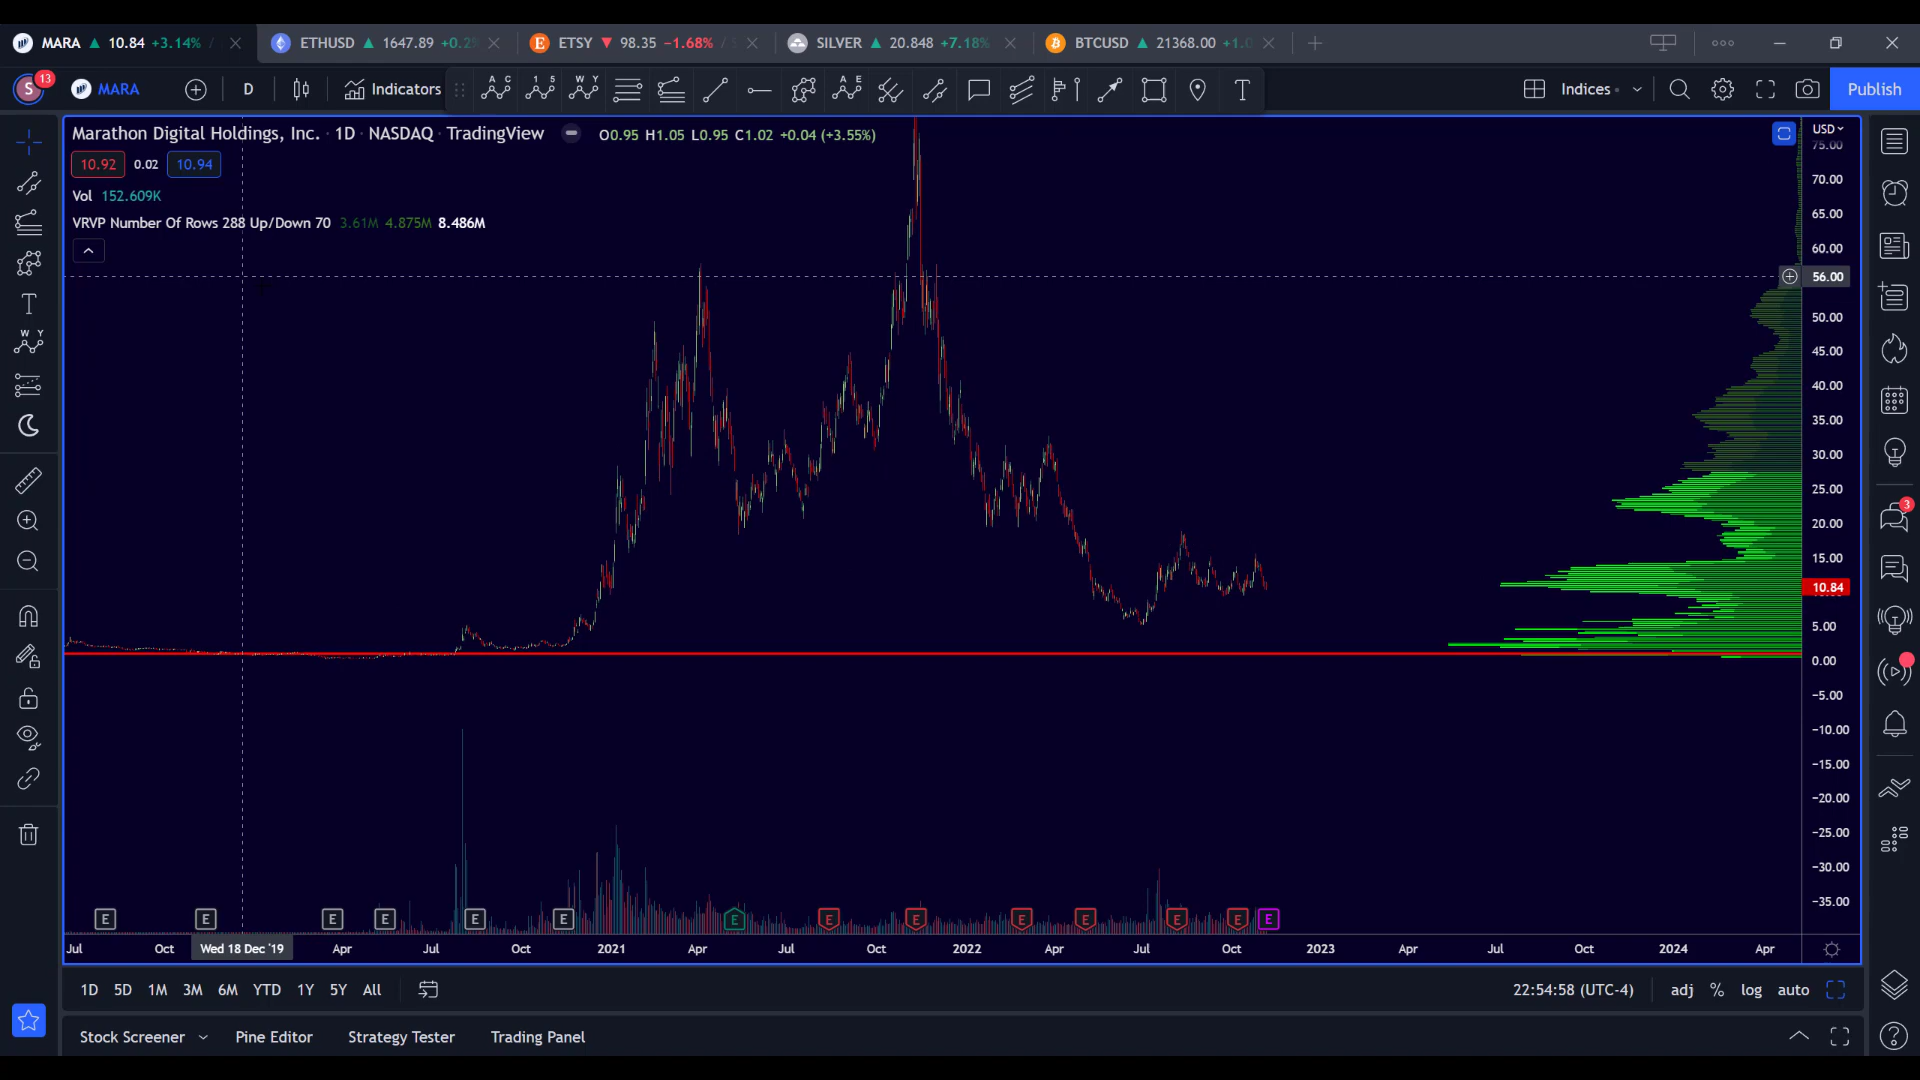 MARA 10.84 +3.14% ETHUSD 1647.89 +0.2% ETSY 98.35 −1.68% SILVER 20.848 +7.18% BTCUSD 21368.00 +1.0
S 13 MARA D Indicators A C 1 5 W Y A E T Indices Publish
Marathon Digital Holdings, Inc. · 1D · NASDAQ · TradingView O0.95 H1.05 L0.95 C1.02 +0.04 (+3.55%)
10.92 0.02 10.94
Vol 152.609K
VRVP Number Of Rows 288 Up/Down 70 3.61M 4.875M 8.486M
USD
75.00
70.00
65.00
60.00
56.00
50.00
45.00
40.00
35.00
30.00
25.00
20.00
15.00
10.84
5.00
0.00
−5.00
−10.00
−15.00
−20.00
−25.00
−30.00
−35.00
T
W Y
3
E E E E E E E E E E E E E E
Jul Oct Wed 18 Dec '19 Apr Jul Oct 2021 Apr Jul Oct 2022 Apr Jul Oct 2023 Apr Jul Oct 2024 Apr
1D 5D 1M 3M 6M YTD 1Y 5Y All 22:54:58 (UTC-4) adj % log auto
Stock Screener Pine Editor Strategy Tester Trading Panel